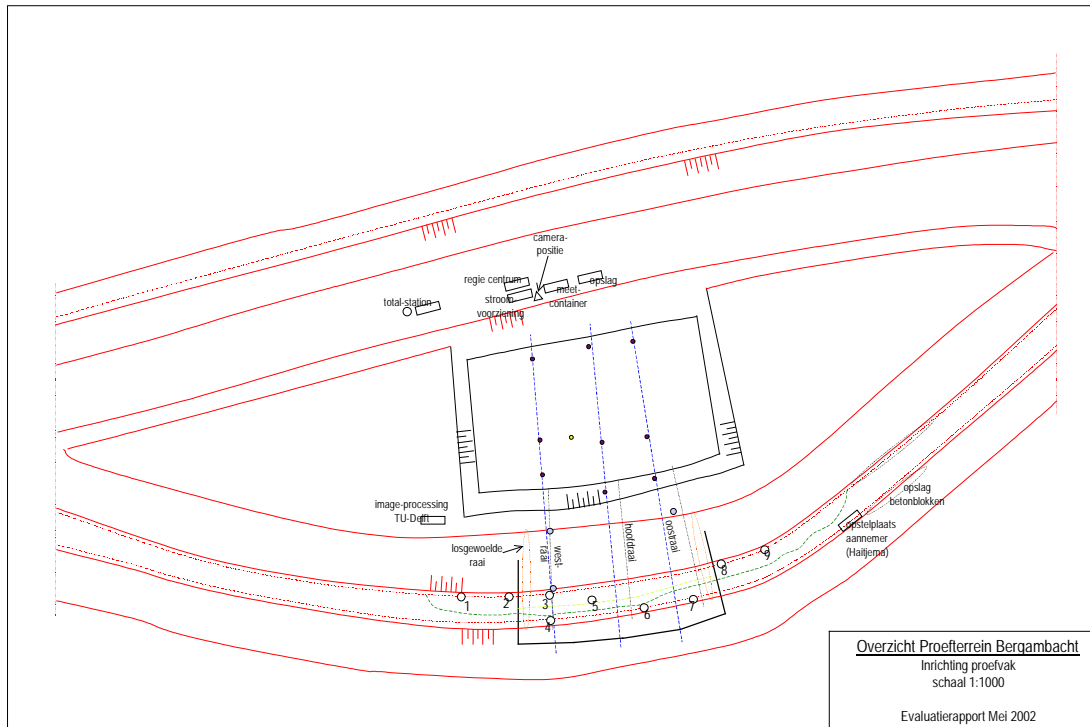 camera-
positie
regie centrum
opslag
meet-
container
total-station
stroom-
voorziening
image-processing
TU-Delft
opslag
betonblokken
opstelplaats
aannemer
(Haitjema)
losgewoelde
raai
west-
raai
hoofdraai
oostraai
1
2
3
4
5
6
7
8
9
Overzicht Proefterrein Bergambacht
Inrichting proefvak
schaal 1:1000
Evaluatierapport Mei 2002